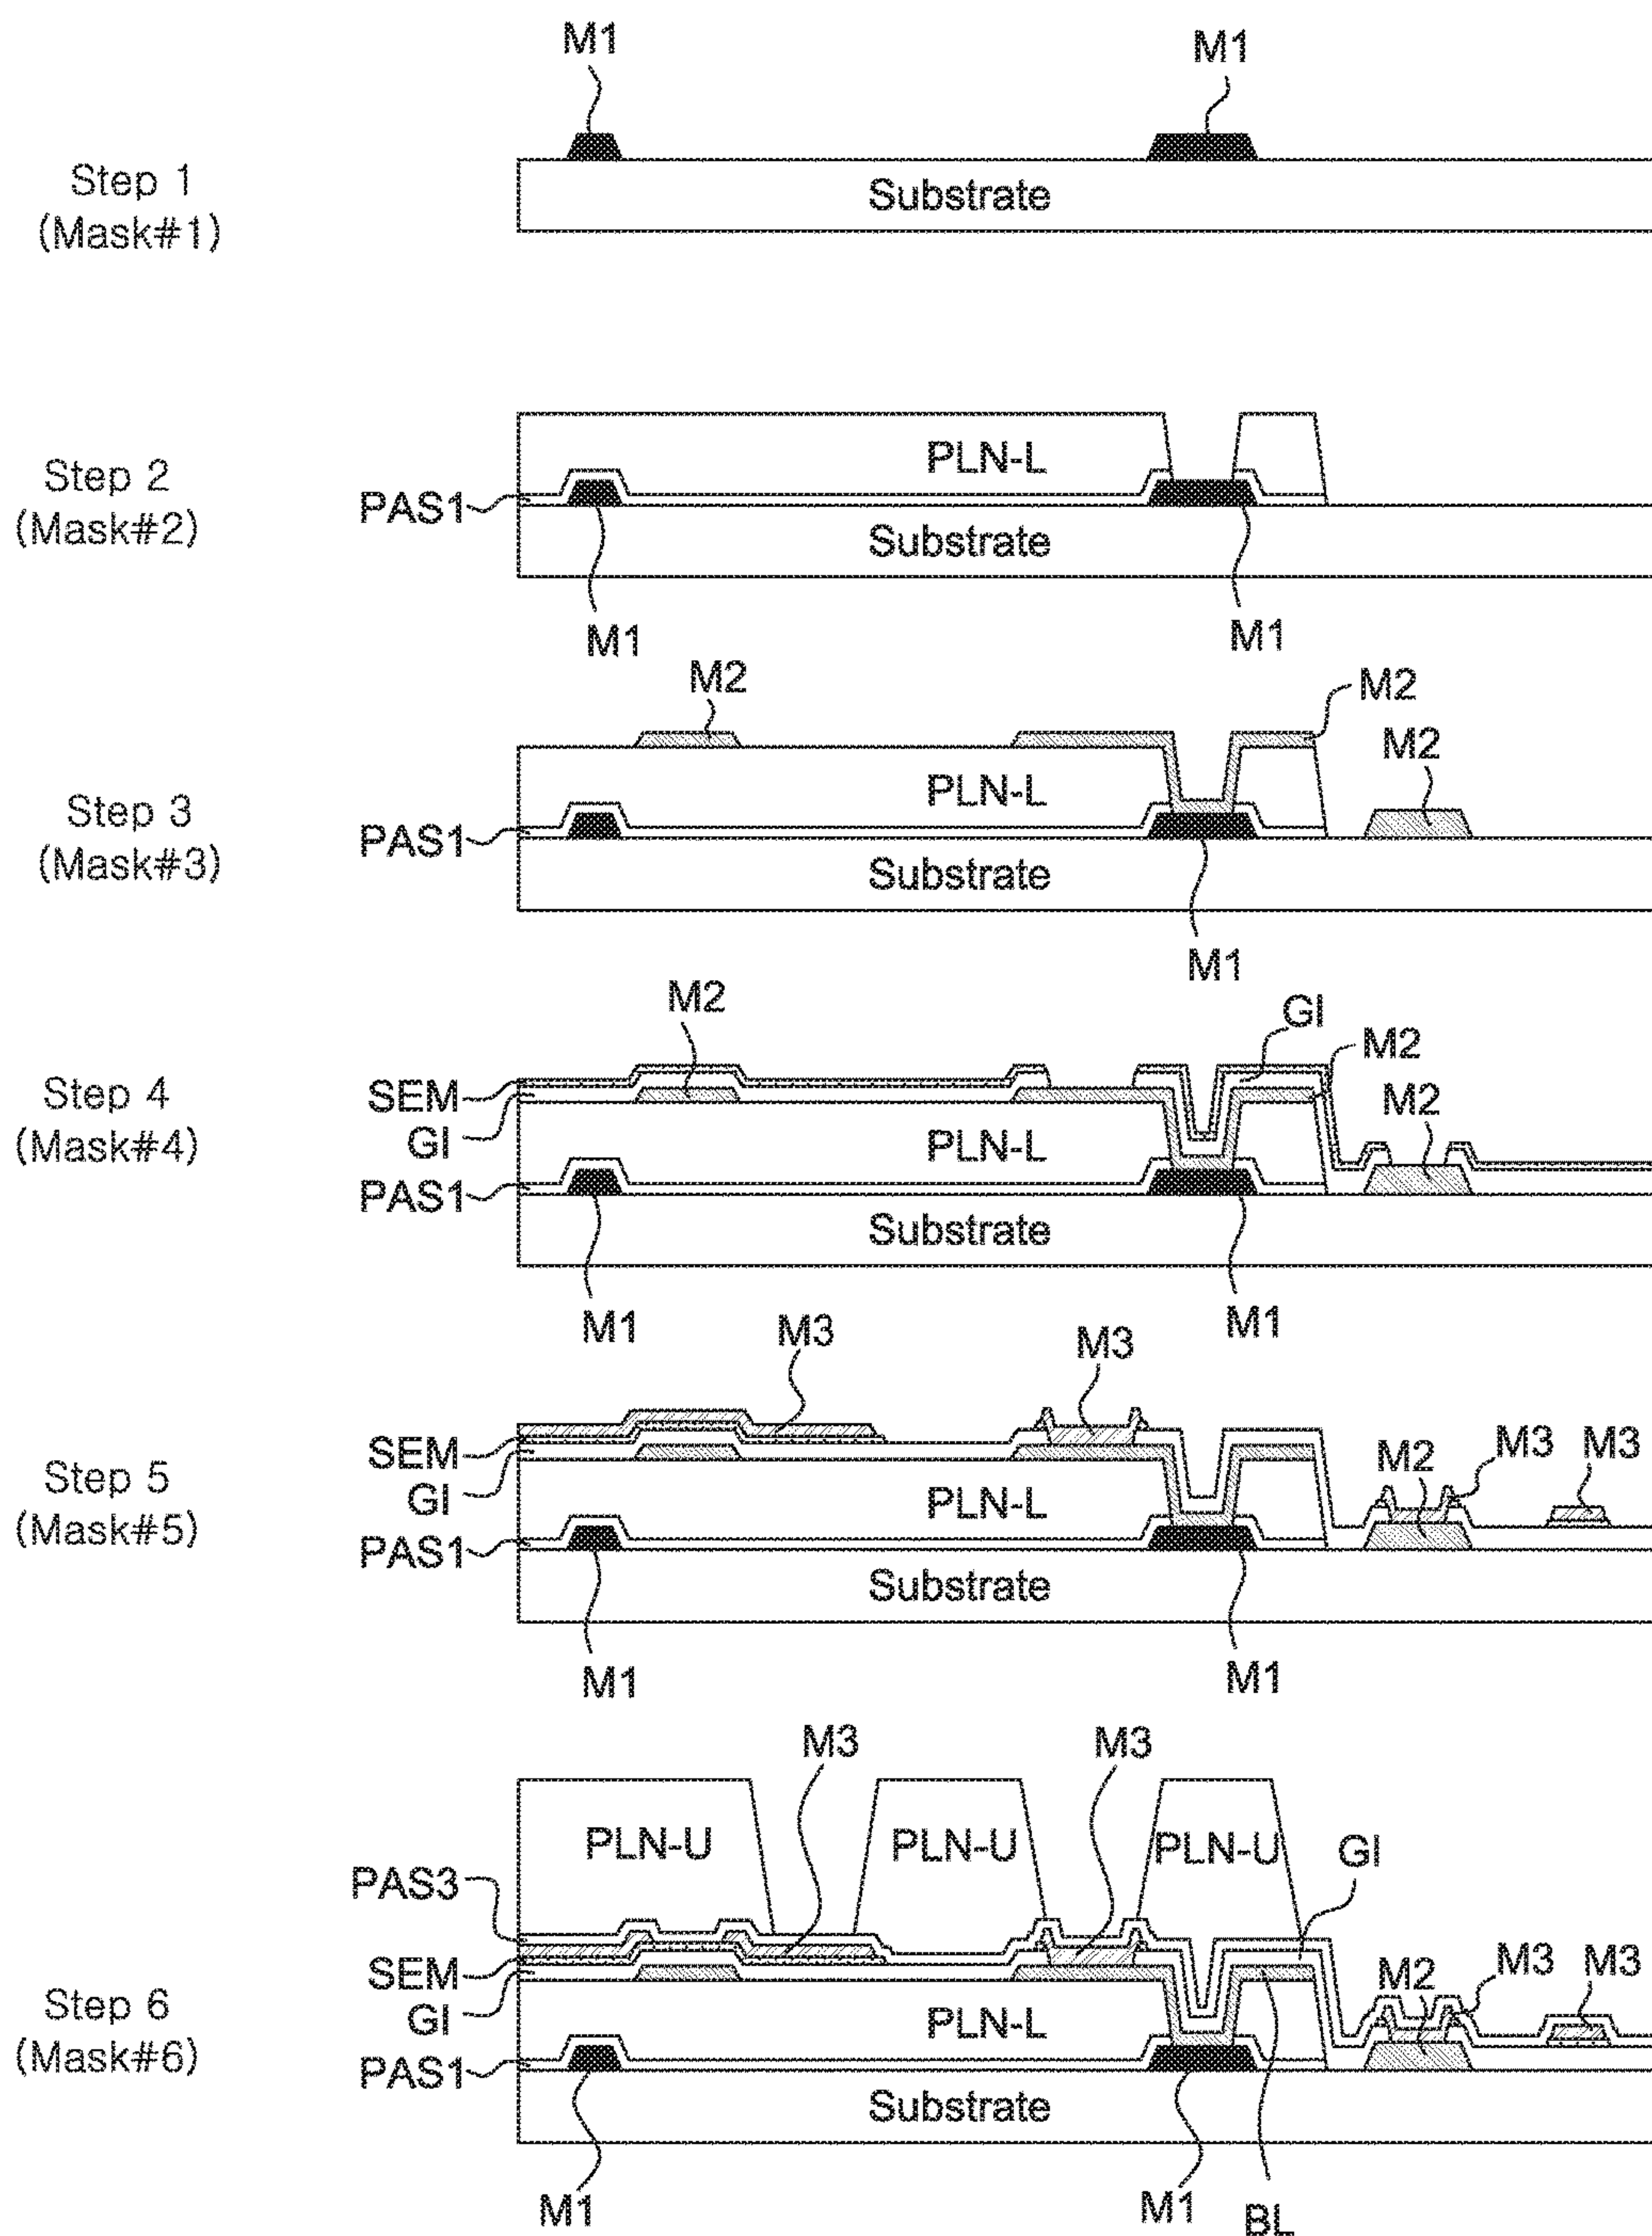 M1
M1
Step 1
(Mask#1)
Substrate
Step 2
(Mask#2)
PLN-L
PAS1
Substrate
M1
M1
M2
M2
M2
Step 3
(Mask#3)
PLN-L
PAS1
Substrate
M1
M2
GI
M2
M2
Step 4
(Mask#4)
SEM
GI
PLN-L
PAS1
Substrate
M1
M1
M3
M3
Step 5
(Mask#5)
SEM
GI
M2
M3
M3
PLN-L
PAS1
Substrate
M1
M1
M3
M3
PLN-U
PLN-U
PLN-U
GI
PAS3
SEM
GI
M2
M3
M3
Step 6
(Mask#6)
PLN-L
PAS1
Substrate
M1
M1
BL